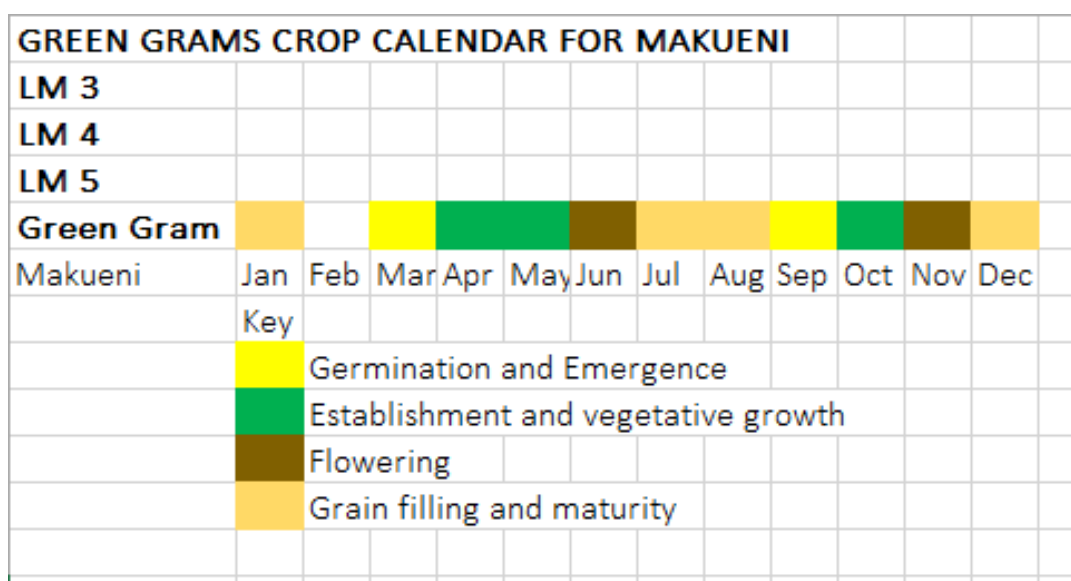 GREEN GRAMS CROP CALENDAR FOR MAKUENI
LM 3
LM 4
LM 5
Green Gram
Makueni Jan Feb Mar Apr May Jun Jul Aug Sep Oct Nov Dec
Key
Germination and Emergence
Establishment and vegetative growth
Flowering
Grain filling and maturity